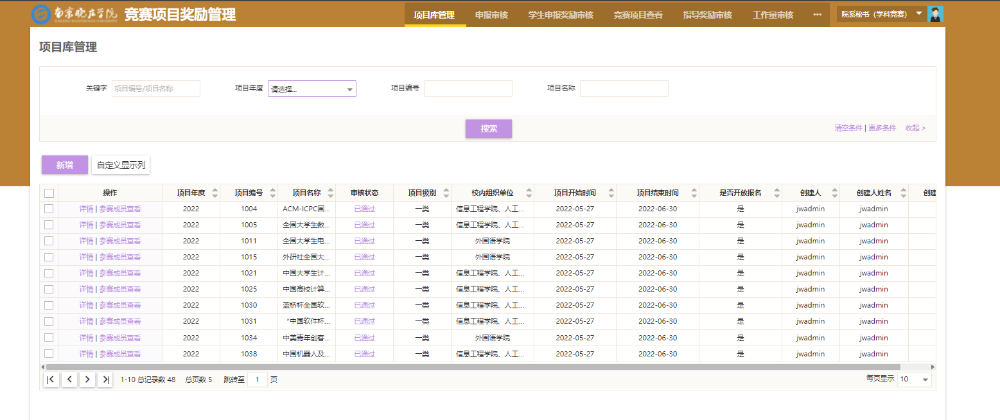 南京晓庄学院 竞赛项目奖励管理 项目库管理 申报审核 学生申报奖励审核 竞赛项目查看 指导奖励审核 工作量审核 ··· 院系秘书（学科竞赛）
项目库管理
关键字 项目编号/项目名称 项目年度 请选择... 项目编号 项目名称
搜索 清空条件 | 更多条件 收起 >
新增 自定义显示列
操作 项目年度 项目编号 项目名称 审核状态 项目级别 校内组织单位 项目开始时间 项目结束时间 是否开放报名 创建人 创建人姓名 创建
详情 | 参赛成员查看 2022 1004 ACM-ICPC国... 已通过 一类 信息工程学院、人工... 2022-05-27 2022-06-30 是 jwadmin jwadmin
详情 | 参赛成员查看 2022 1005 全国大学生数... 已通过 一类 信息工程学院、人工... 2022-05-27 2022-06-30 是 jwadmin jwadmin
详情 | 参赛成员查看 2022 1011 全国大学生电... 已通过 一类 外国语学院 2022-05-27 2022-06-30 是 jwadmin jwadmin
详情 | 参赛成员查看 2022 1015 外研社全国大... 已通过 一类 外国语学院 2022-05-27 2022-06-30 是 jwadmin jwadmin
详情 | 参赛成员查看 2022 1021 中国大学生计... 已通过 一类 信息工程学院、人工... 2022-05-27 2022-06-30 是 jwadmin jwadmin
详情 | 参赛成员查看 2022 1025 中国高校计算... 已通过 一类 信息工程学院、人工... 2022-05-27 2022-06-30 是 jwadmin jwadmin
详情 | 参赛成员查看 2022 1030 蓝桥杯全国软... 已通过 一类 信息工程学院、人工... 2022-05-27 2022-06-30 是 jwadmin jwadmin
详情 | 参赛成员查看 2022 1031 “中国软件杯... 已通过 一类 信息工程学院、人工... 2022-05-27 2022-06-30 是 jwadmin jwadmin
详情 | 参赛成员查看 2022 1034 中美青年创客... 已通过 一类 外国语学院 2022-05-27 2022-06-30 是 jwadmin jwadmin
详情 | 参赛成员查看 2022 1038 中国机器人及... 已通过 一类 信息工程学院、人工... 2022-05-27 2022-06-30 是 jwadmin jwadmin
1-10 总记录数 48 总页数 5 跳转至 1 页 每页显示 10